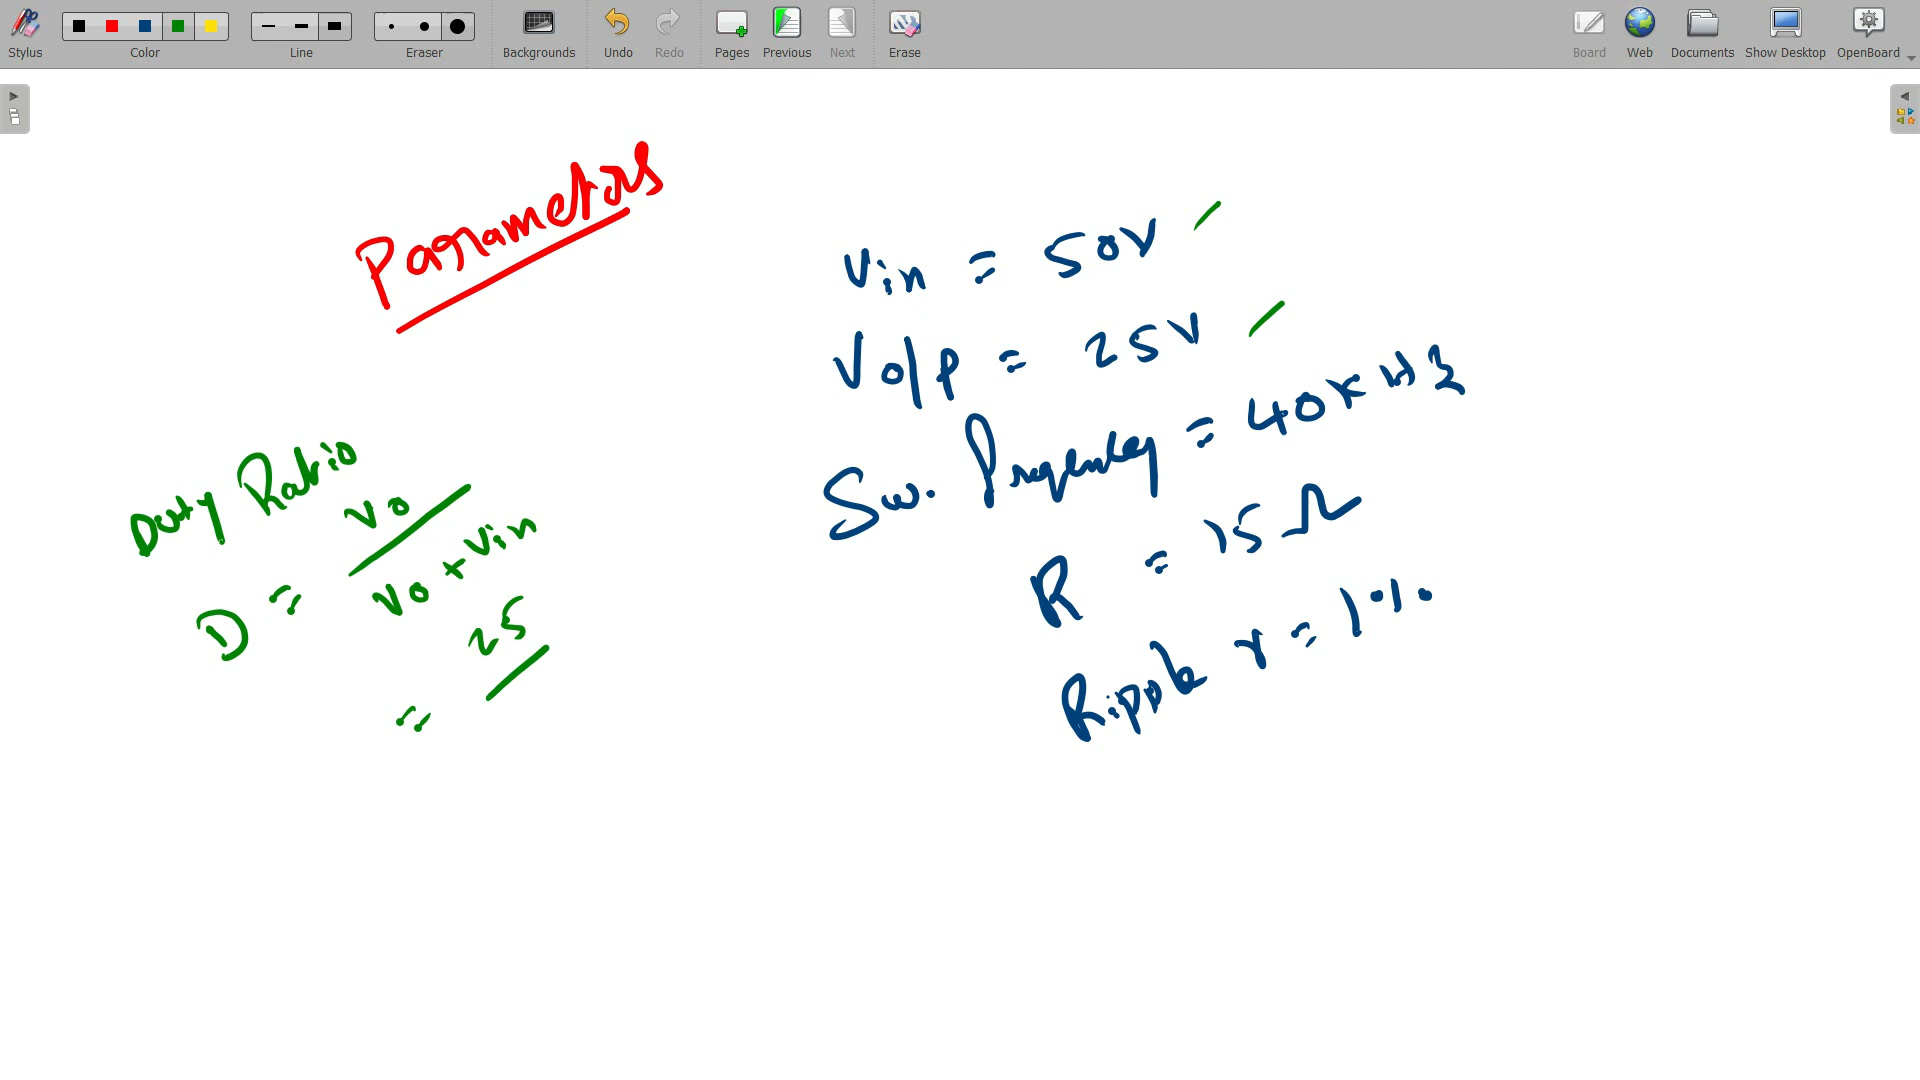 Stylus Color Line Eraser Backgrounds Undo Redo Pages Previous Next Erase Board Web Documents Show Desktop OpenBoard
Parameters
Vin = 50V
Vo/p = 25V
Sw. Frequency = 40KHz
R = 15Ω
Ripple r = 1%
Duty Ratio
D = Vo
Vo + Vin
= 25